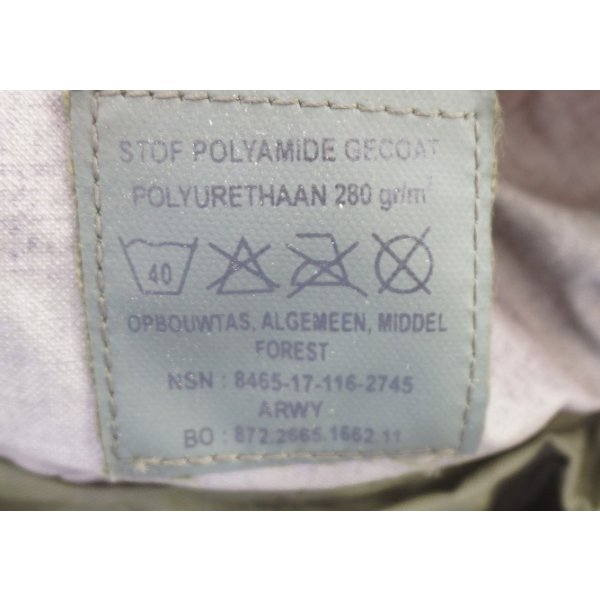 STOF POLYAMIDE GECOAT
POLYURETHAAN 280 gr/m²
40
OPBOUWTAS, ALGEMEEN, MIDDEL
FOREST
NSN : 8465-17-116-2745
ARWY
BO : 872.2665.1662.11